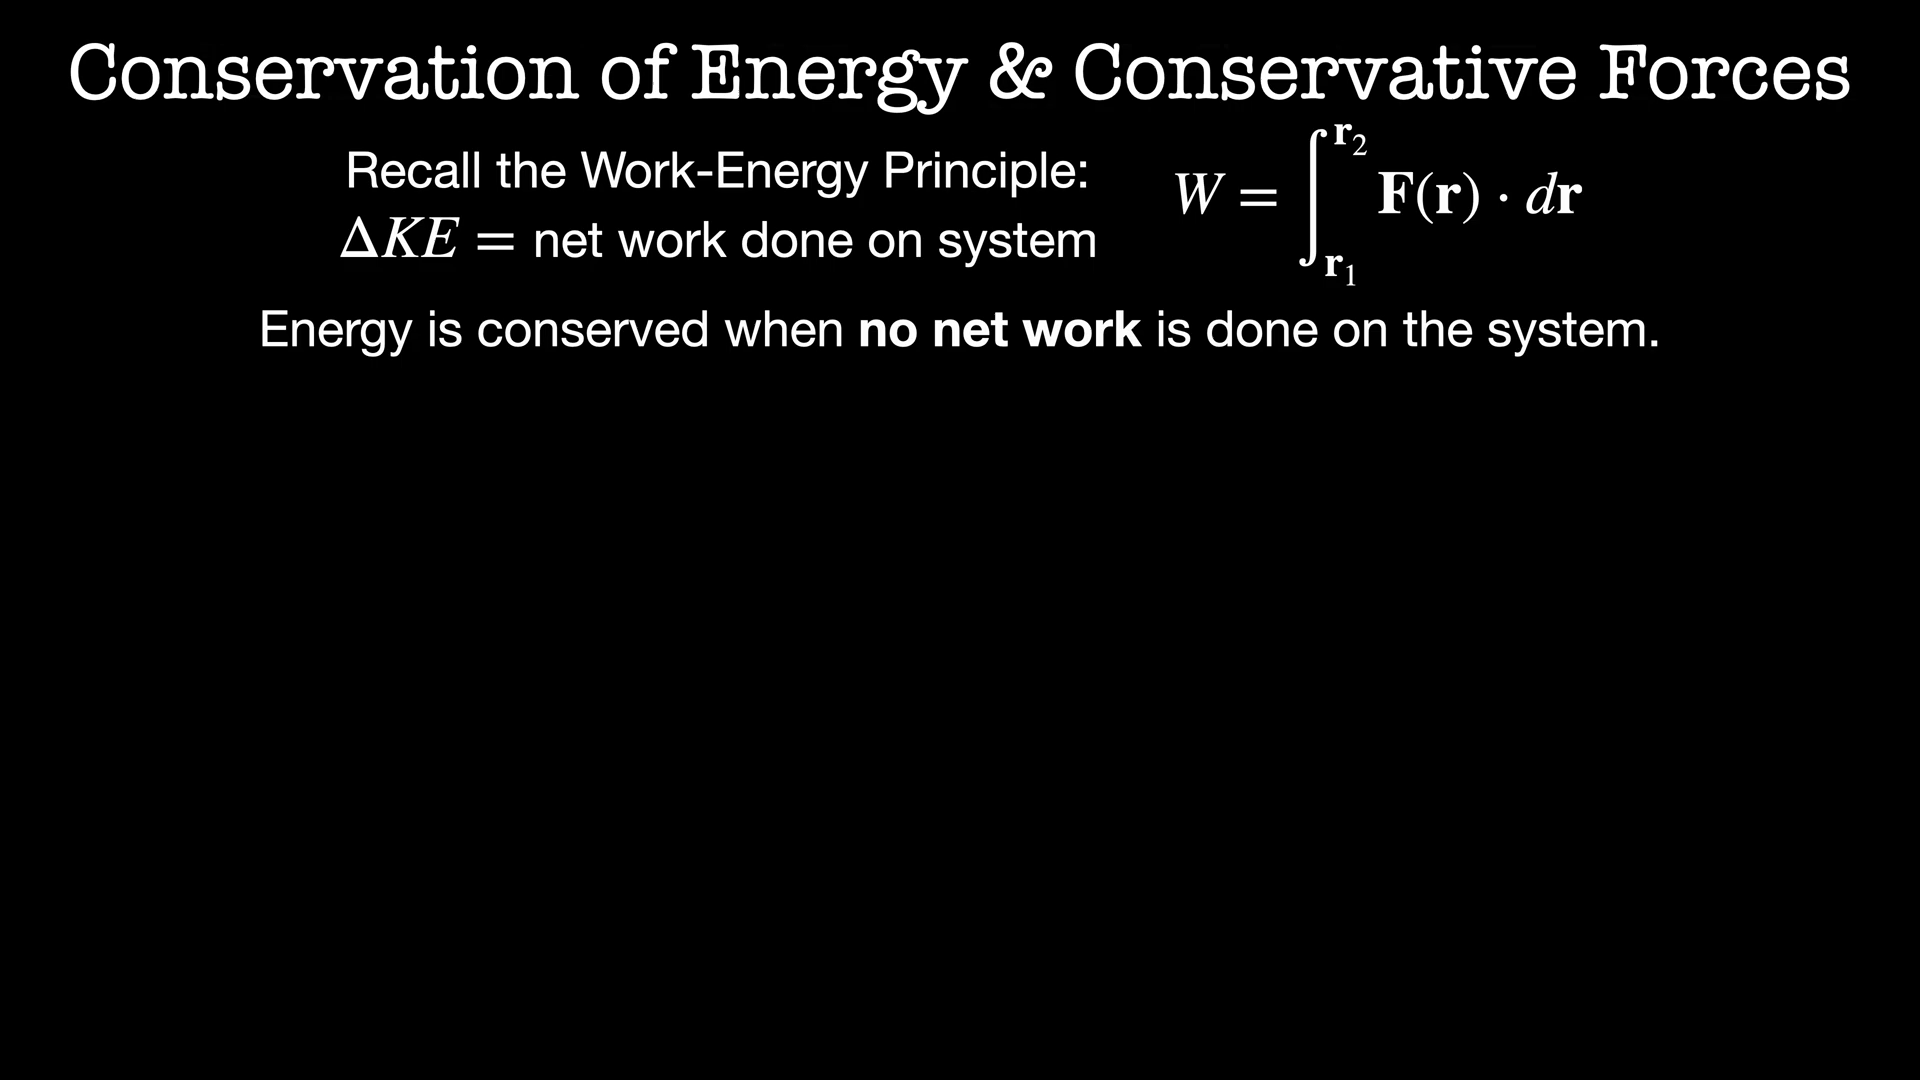 Conservation of Energy & Conservative Forces
Recall the Work-Energy Principle:
ΔKE = net work done on system
W = ∫_{r₁}^{r₂} F(r) · dr
Energy is conserved when no net work is done on the system.